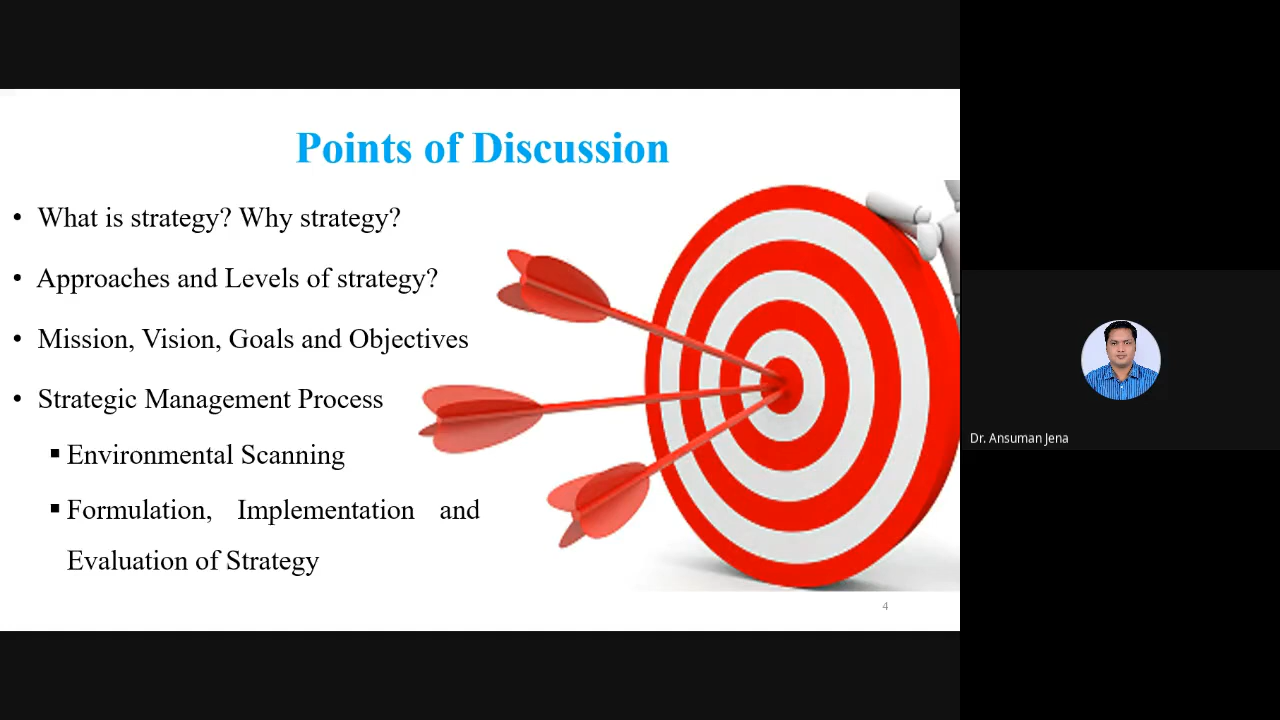 Points of Discussion
• What is strategy? Why strategy?
• Approaches and Levels of strategy?
• Mission, Vision, Goals and Objectives
• Strategic Management Process
▪ Environmental Scanning
▪ Formulation, Implementation and
Evaluation of Strategy
4
Dr. Ansuman Jena